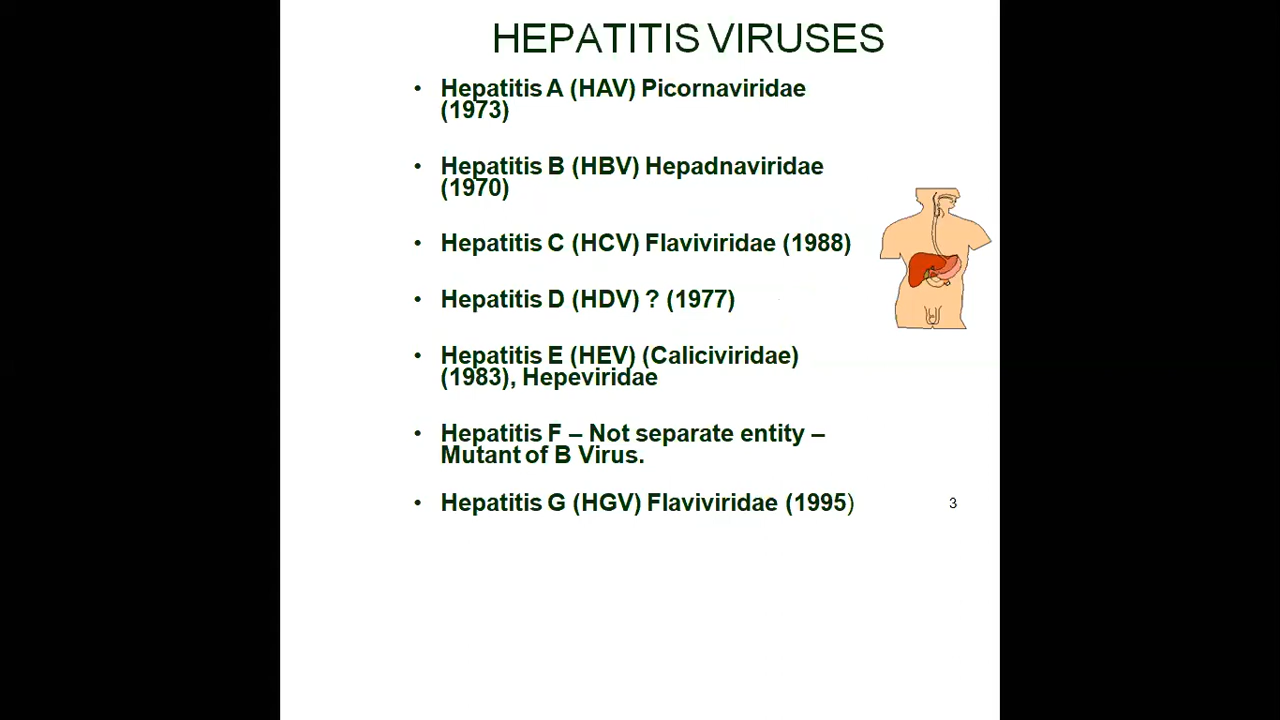 HEPATITIS VIRUSES
• Hepatitis A (HAV) Picornaviridae
(1973)
• Hepatitis B (HBV) Hepadnaviridae
(1970)
• Hepatitis C (HCV) Flaviviridae (1988)
• Hepatitis D (HDV) ? (1977)
• Hepatitis E (HEV) (Caliciviridae)
(1983), Hepeviridae
• Hepatitis F – Not separate entity –
Mutant of B Virus.
• Hepatitis G (HGV) Flaviviridae (1995)
3